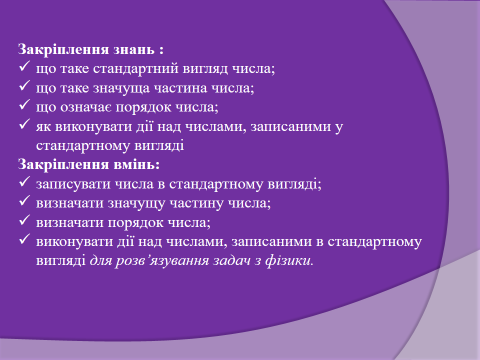 Закріплення знань :
✓ що таке стандартний вигляд числа;
✓ що таке значуща частина числа;
✓ що означає порядок числа;
✓ як виконувати дії над числами, записаними у
стандартному вигляді
Закріплення вмінь:
✓ записувати числа в стандартному вигляді;
✓ визначати значущу частину числа;
✓ визначати порядок числа;
✓ виконувати дії над числами, записаними в стандартному
вигляді для розв’язування задач з фізики.